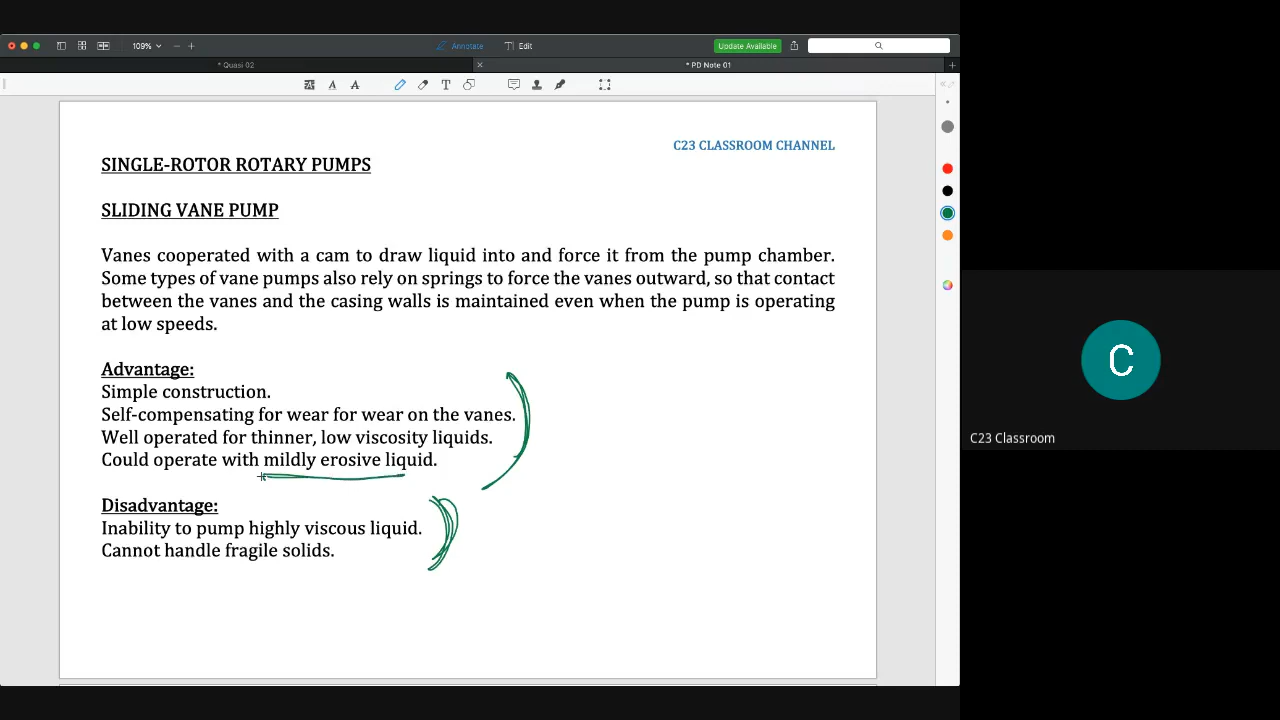 109%
Annotate
Edit
Update Available
* Quasi 02
* PD Note 01
C23 CLASSROOM CHANNEL
SINGLE-ROTOR ROTARY PUMPS
SLIDING VANE PUMP
Vanes cooperated with a cam to draw liquid into and force it from the pump chamber.
Some types of vane pumps also rely on springs to force the vanes outward, so that contact
between the vanes and the casing walls is maintained even when the pump is operating
at low speeds.
Advantage:
Simple construction.
Self-compensating for wear for wear on the vanes.
Well operated for thinner, low viscosity liquids.
Could operate with mildly erosive liquid.
Disadvantage:
Inability to pump highly viscous liquid.
Cannot handle fragile solids.
C
C23 Classroom